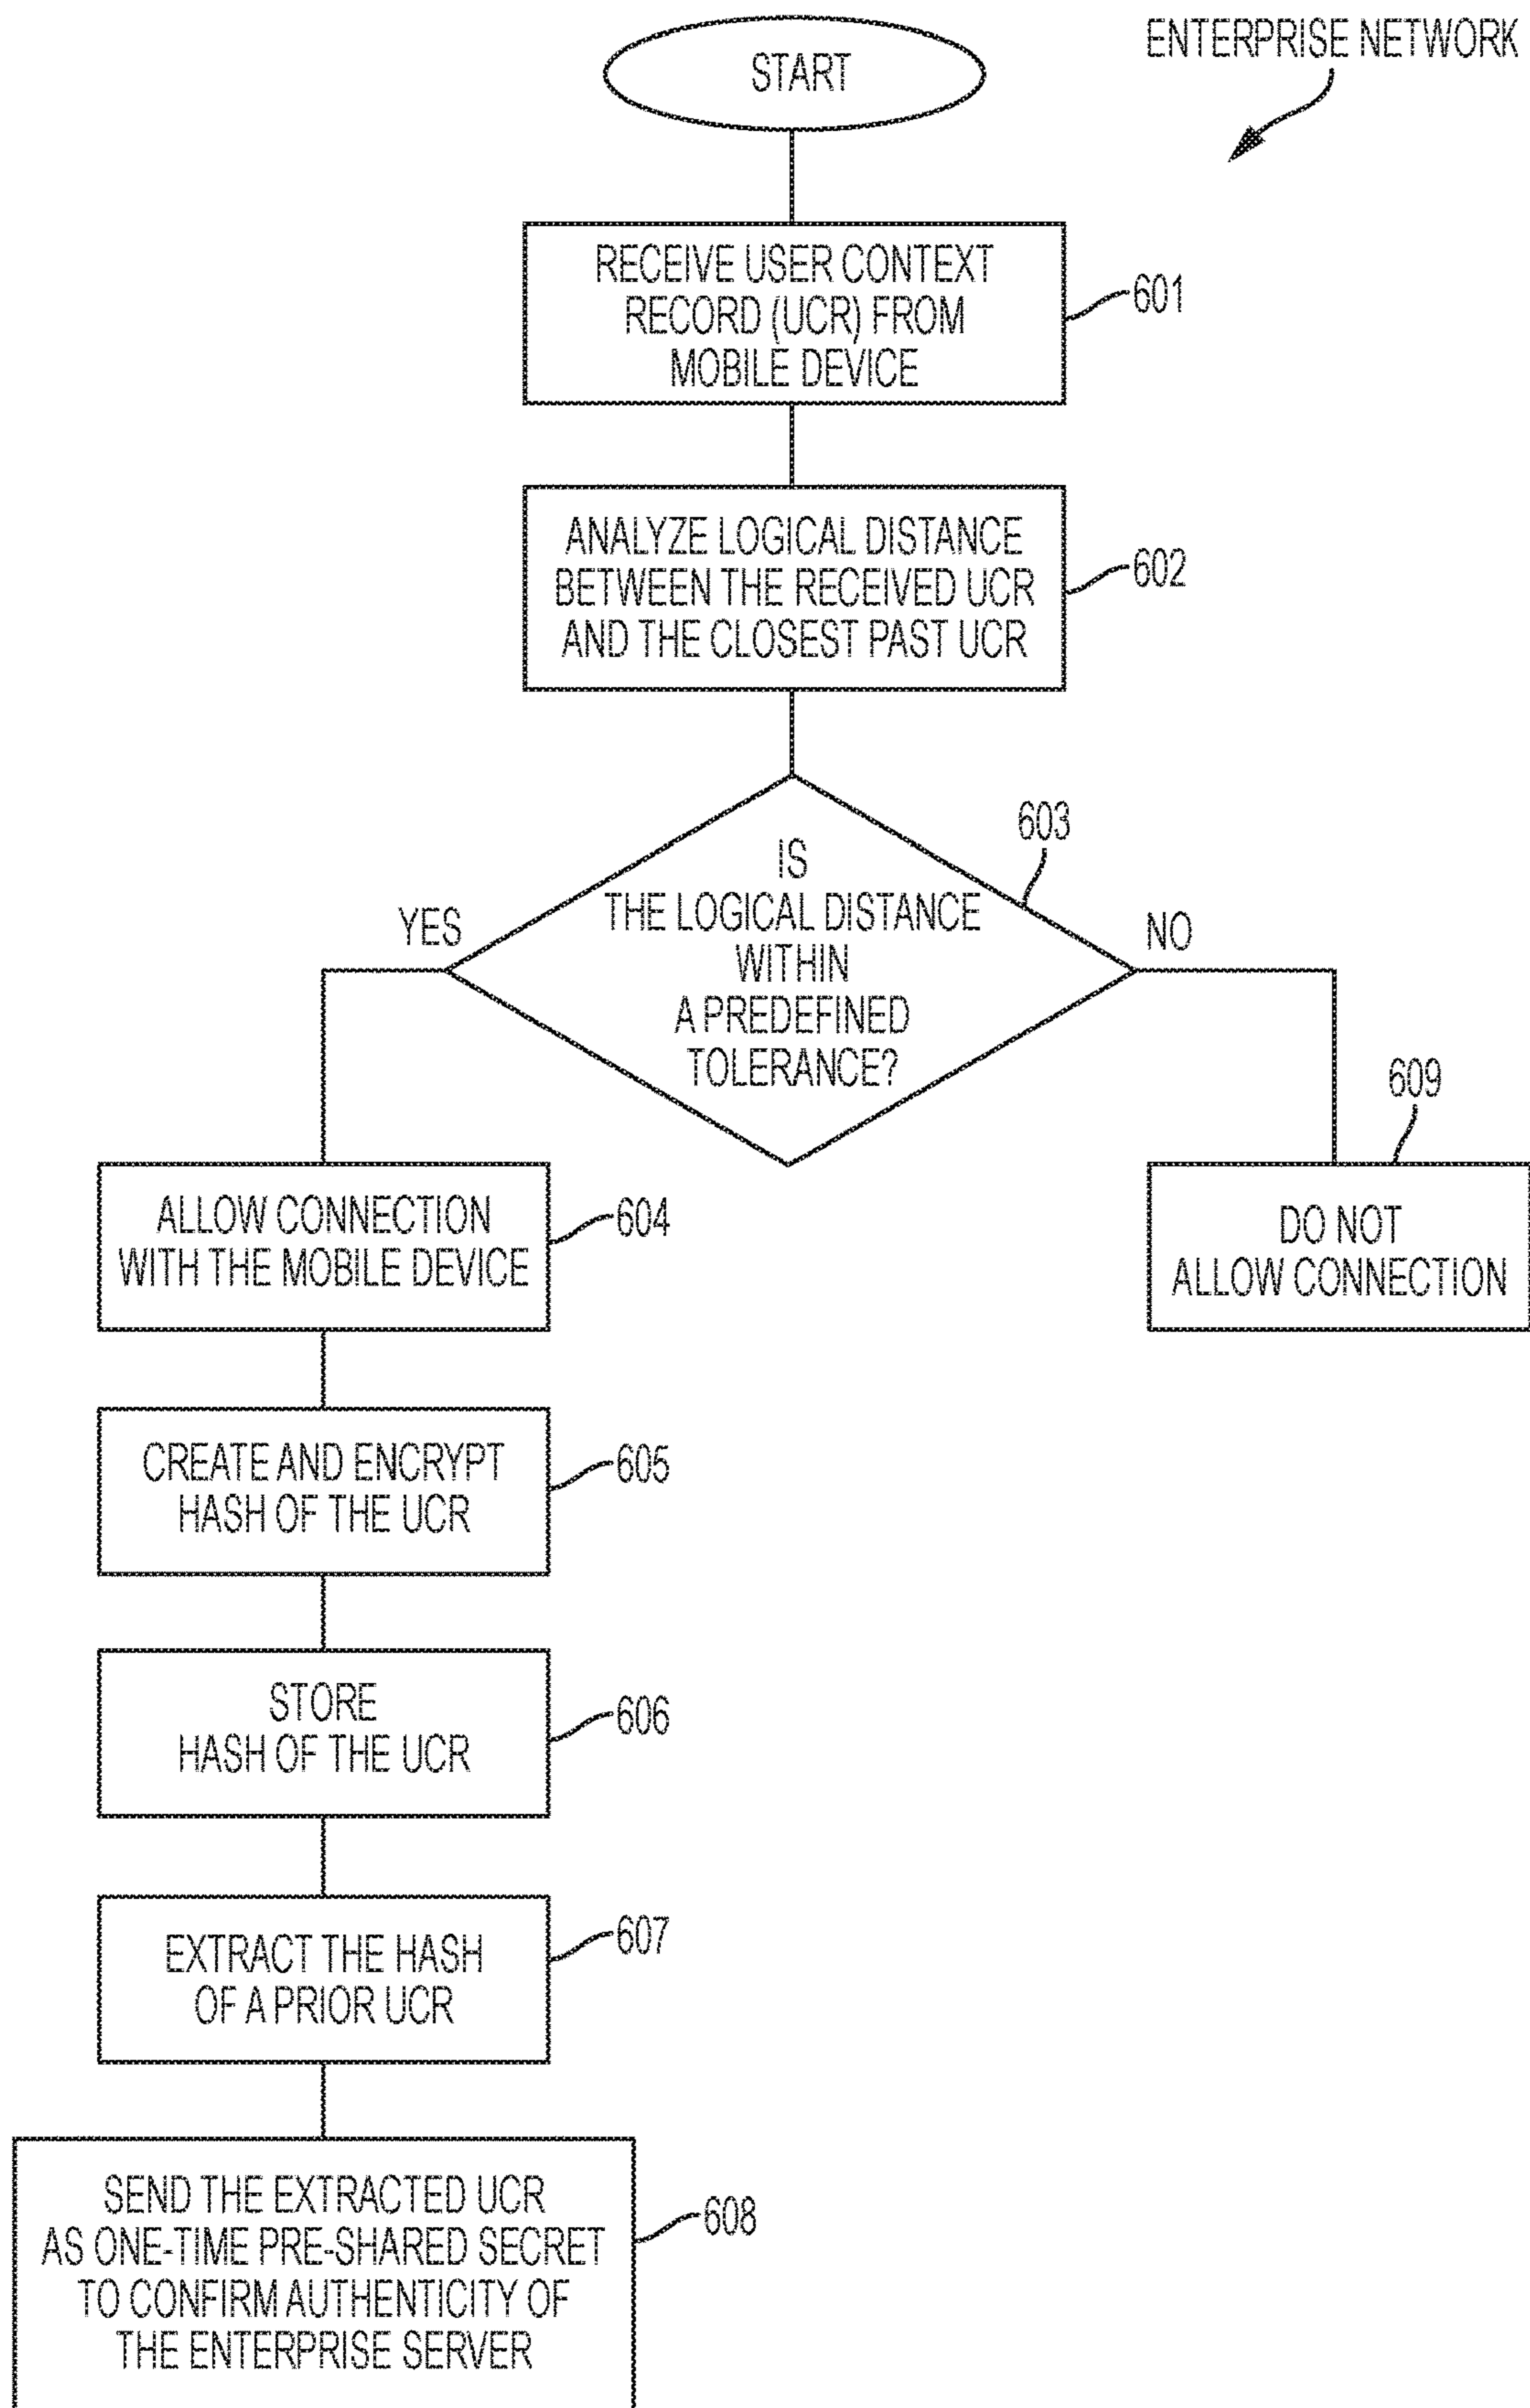 ENTERPRISE NETWORK
START
RECEIVE USER CONTEXT
RECORD (UCR) FROM
MOBILE DEVICE
601
ANALYZE LOGICAL DISTANCE
BETWEEN THE RECEIVED UCR
AND THE CLOSEST PAST UCR
602
603
IS
THE LOGICAL DISTANCE
WITHIN
A PREDEFINED
TOLERANCE?
YES
NO
604
ALLOW CONNECTION
WITH THE MOBILE DEVICE
609
DO NOT
ALLOW CONNECTION
CREATE AND ENCRYPT
HASH OF THE UCR
605
STORE
HASH OF THE UCR
606
EXTRACT THE HASH
OF A PRIOR UCR
607
SEND THE EXTRACTED UCR
AS ONE-TIME PRE-SHARED SECRET
TO CONFIRM AUTHENTICITY OF
THE ENTERPRISE SERVER
608